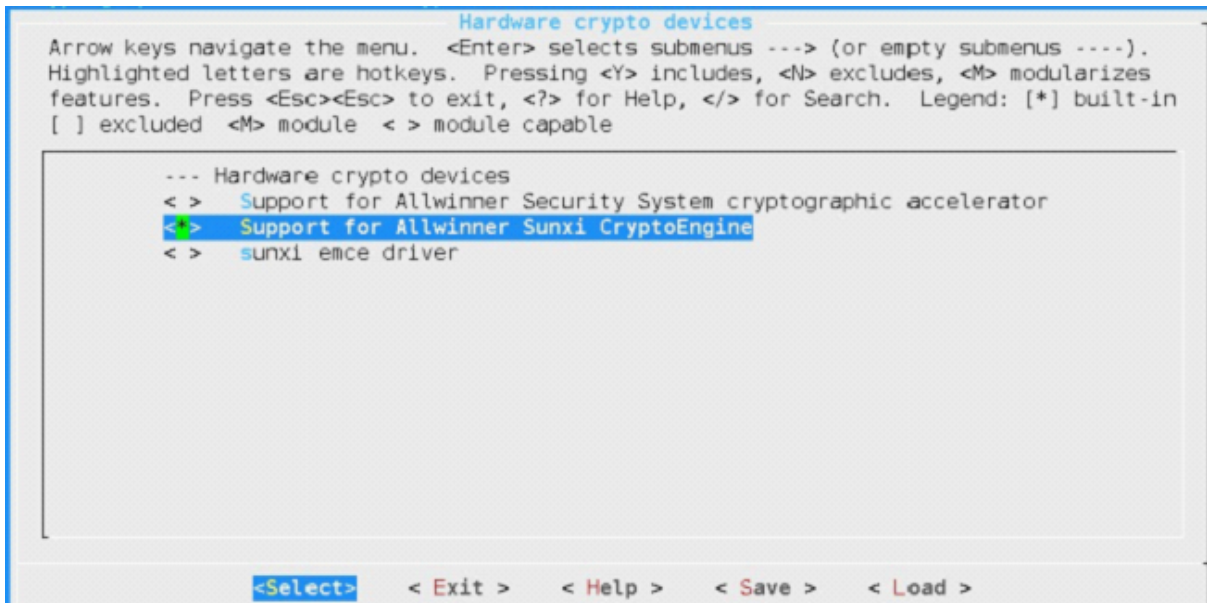 Hardware crypto devices
Arrow keys navigate the menu.  <Enter> selects submenus ---> (or empty submenus ----).
Highlighted letters are hotkeys.  Pressing <Y> includes, <N> excludes, <M> modularizes
features.  Press <Esc><Esc> to exit, <?> for Help, </> for Search.  Legend: [*] built-in
[ ] excluded  <M> module  < > module capable
--- Hardware crypto devices
< >   Support for Allwinner Security System cryptographic accelerator
<*>   Support for Allwinner Sunxi CryptoEngine
< >   sunxi emce driver
<Select>    < Exit >    < Help >    < Save >    < Load >